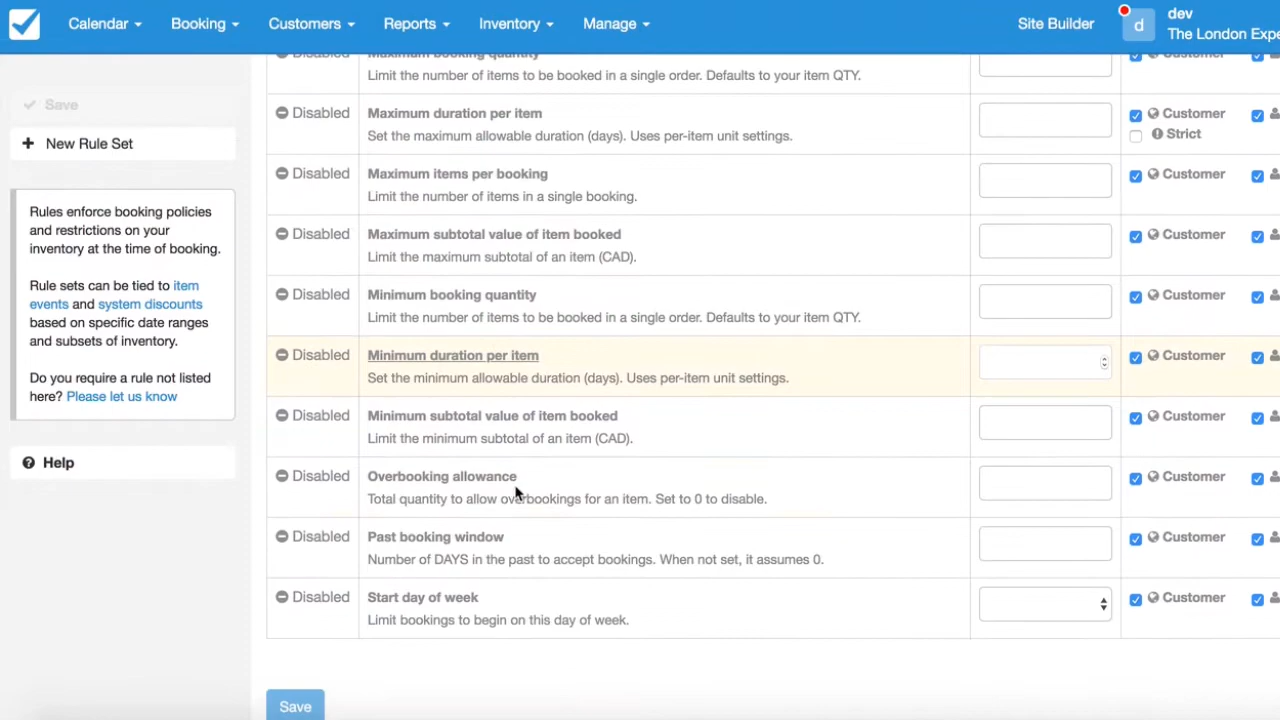 Calendar Booking Customers Reports Inventory Manage Site Builder d dev
The London Expe
Maximum booking quantity Customer
Limit the number of items to be booked in a single order. Defaults to your item QTY.
Save
New Rule Set
Rules enforce booking policies
and restrictions on your
inventory at the time of booking.
Rule sets can be tied to item
events and system discounts
based on specific date ranges
and subsets of inventory.
Do you require a rule not listed
here? Please let us know
Help
Disabled Maximum duration per item Customer
Set the maximum allowable duration (days). Uses per-item unit settings. Strict
Disabled Maximum items per booking Customer
Limit the number of items in a single booking.
Disabled Maximum subtotal value of item booked Customer
Limit the maximum subtotal of an item (CAD).
Disabled Minimum booking quantity Customer
Limit the number of items to be booked in a single order. Defaults to your item QTY.
Disabled Minimum duration per item Customer
Set the minimum allowable duration (days). Uses per-item unit settings.
Disabled Minimum subtotal value of item booked Customer
Limit the minimum subtotal of an item (CAD).
Disabled Overbooking allowance Customer
Total quantity to allow overbookings for an item. Set to 0 to disable.
Disabled Past booking window Customer
Number of DAYS in the past to accept bookings. When not set, it assumes 0.
Disabled Start day of week Customer
Limit bookings to begin on this day of week.
Save